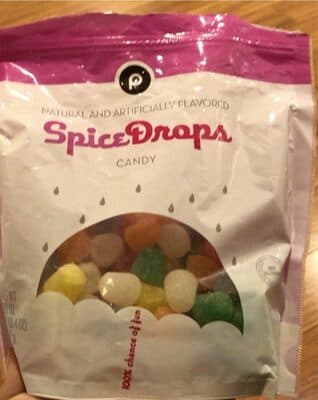 P
NATURAL AND ARTIFICIALLY FLAVORED
SpiceDrops
CANDY
100% chance of fun